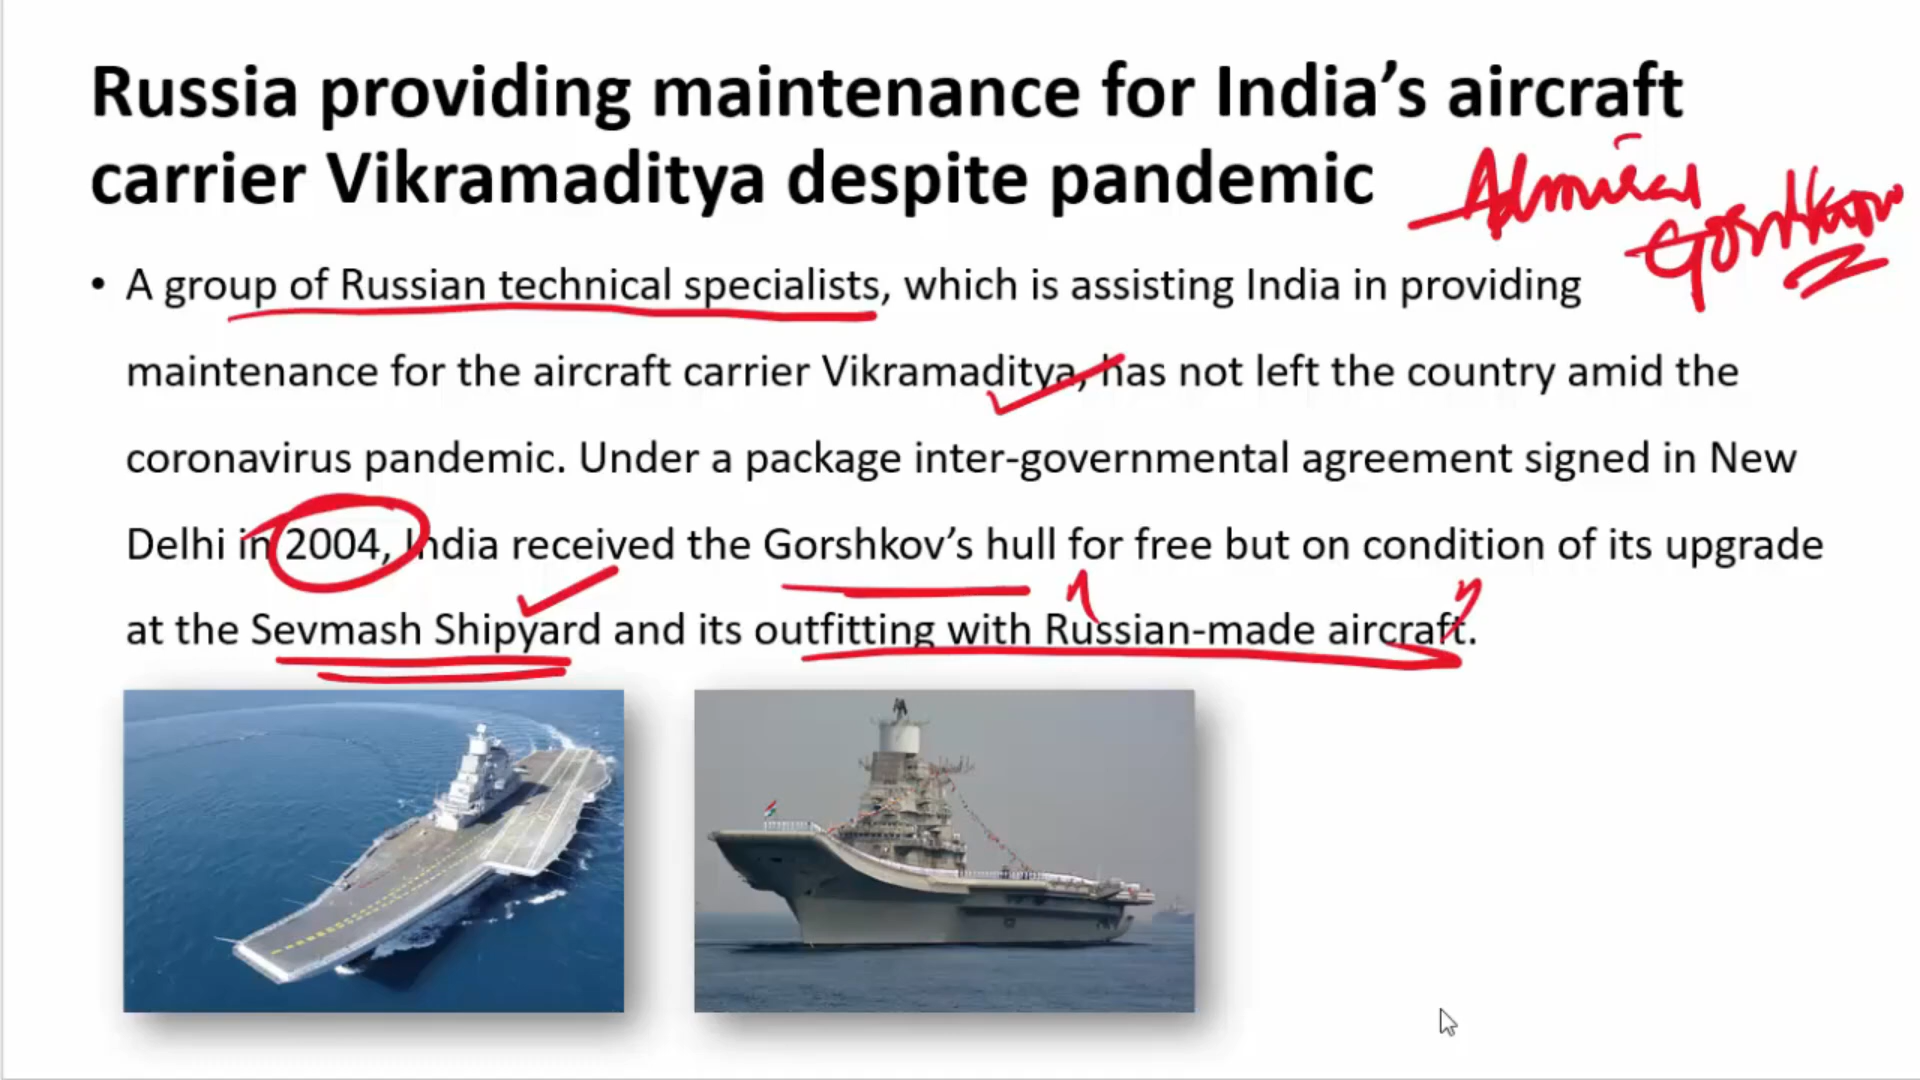 Russia providing maintenance for India’s aircraft
carrier Vikramaditya despite pandemic
Admiral
Gorshkov
• A group of Russian technical specialists, which is assisting India in providing
maintenance for the aircraft carrier Vikramaditya, has not left the country amid the
coronavirus pandemic. Under a package inter-governmental agreement signed in New
Delhi in 2004, India received the Gorshkov’s hull for free but on condition of its upgrade
at the Sevmash Shipyard and its outfitting with Russian-made aircraft.